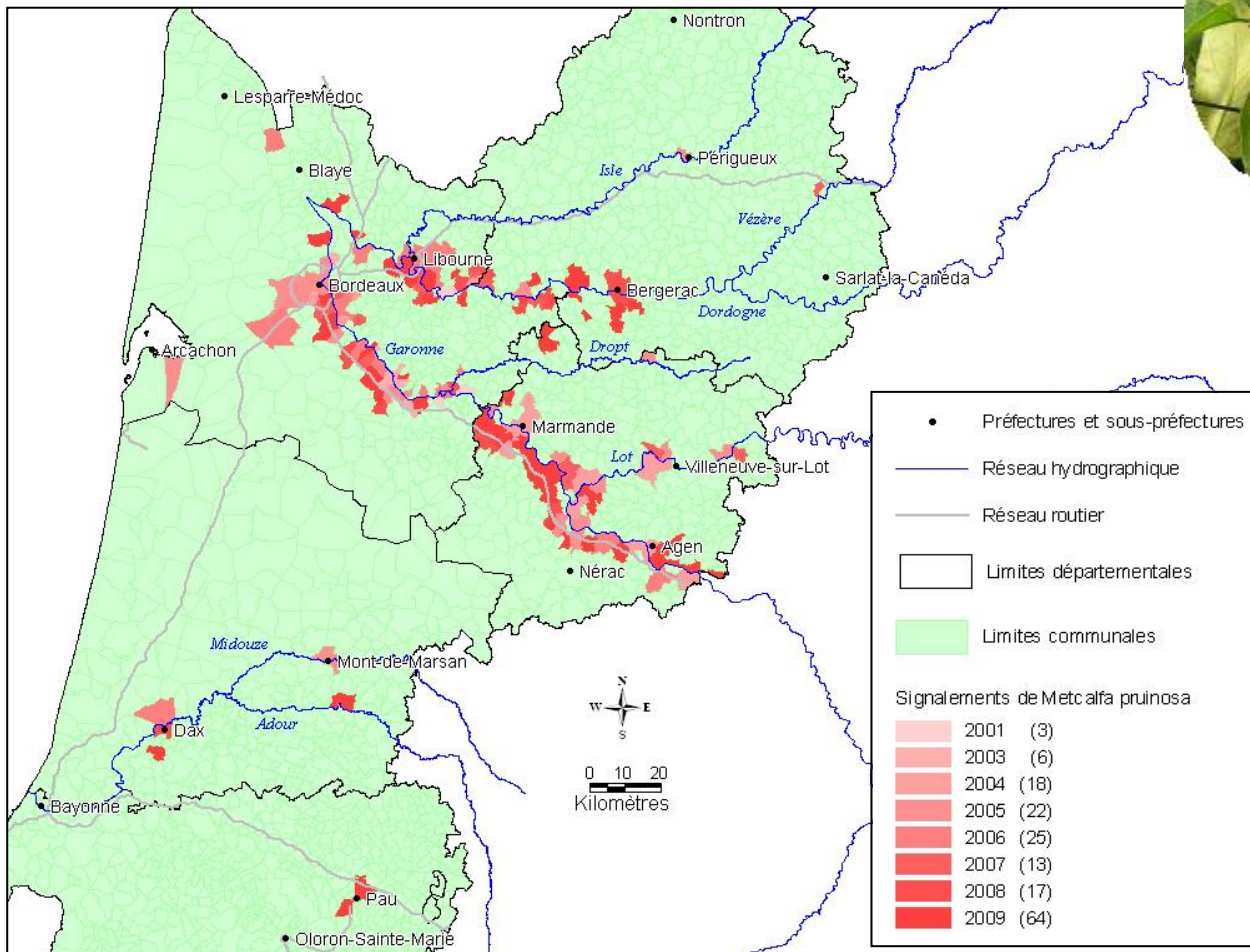 Nontron
Lesparre-Médoc
Blaye
Périgueux
Isle
Vézère
Libourne
Bordeaux
Bergerac
Sarlat-la-Canéda
Dordogne
Arcachon
Garonne
Dropt
Marmande
Lot
Villeneuve-sur-Lot
Agen
Nérac
Midouze
Mont-de-Marsan
Adour
Dax
Bayonne
Pau
Oloron-Sainte-Marie
N
W E
S
0 10 20
Kilomètres
Préfectures et sous-préfectures
Réseau hydrographique
Réseau routier
Limites départementales
Limites communales
Signalements de Metcalfa pruinosa
2001 (3)
2003 (6)
2004 (18)
2005 (22)
2006 (25)
2007 (13)
2008 (17)
2009 (64)